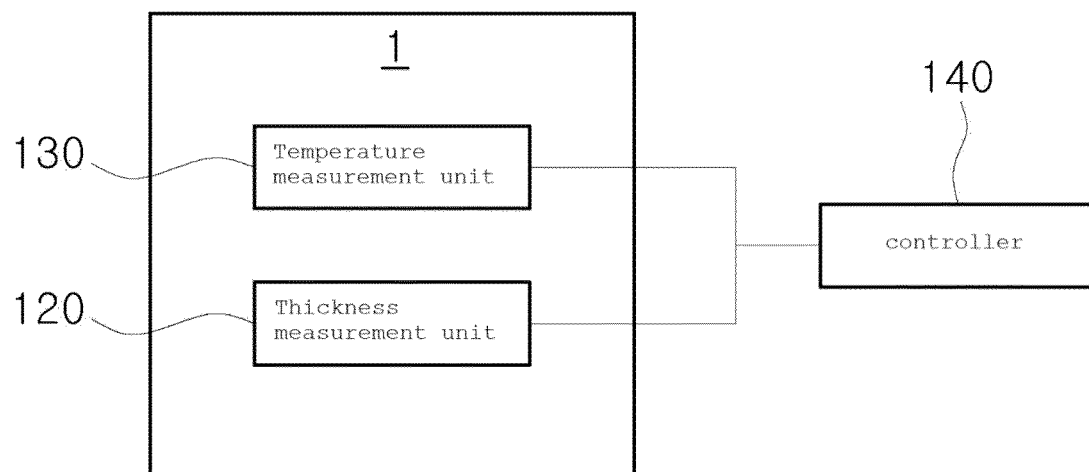 1
140
130
Temperature
measurement unit
controller
120
Thickness
measurement unit